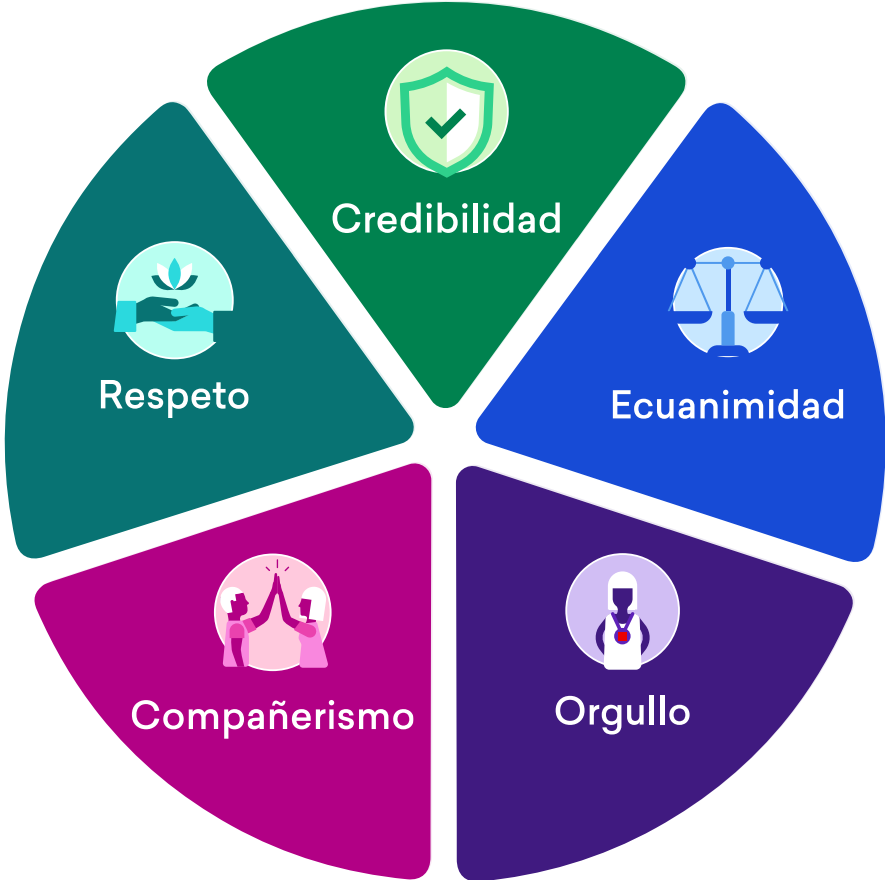 Credibilidad
Respeto
Ecuanimidad
Compañerismo
Orgullo